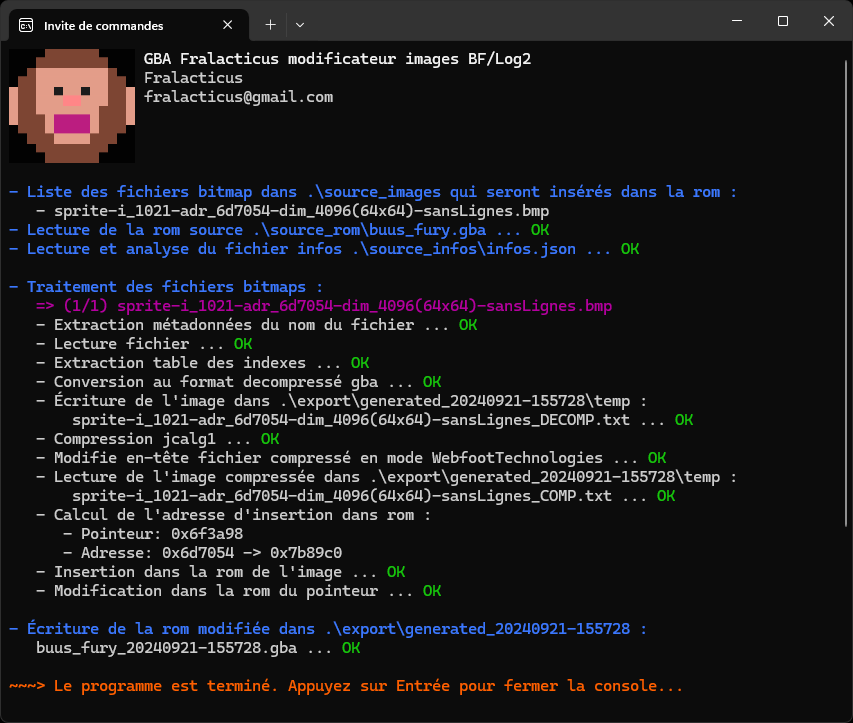 Invite de commandes
GBA Fralacticus modificateur images BF/Log2
Fralacticus
fralacticus@gmail.com
- Liste des fichiers bitmap dans .\source_images qui seront insérés dans la rom :
- sprite-i_1021-adr_6d7054-dim_4096(64x64)-sansLignes.bmp
- Lecture de la rom source .\source_rom\buus_fury.gba ... OK
- Lecture et analyse du fichier infos .\source_infos\infos.json ... OK
- Traitement des fichiers bitmaps :
=> (1/1) sprite-i_1021-adr_6d7054-dim_4096(64x64)-sansLignes.bmp
- Extraction métadonnées du nom du fichier ... OK
- Lecture fichier ... OK
- Extraction table des indexes ... OK
- Conversion au format decompressé gba ... OK
- Écriture de l'image dans .\export\generated_20240921-155728\temp :
sprite-i_1021-adr_6d7054-dim_4096(64x64)-sansLignes_DECOMP.txt ... OK
- Compression jcalg1 ... OK
- Modifie en-tête fichier compressé en mode WebfootTechnologies ... OK
- Lecture de l'image compressée dans .\export\generated_20240921-155728\temp :
sprite-i_1021-adr_6d7054-dim_4096(64x64)-sansLignes_COMP.txt ... OK
- Calcul de l'adresse d'insertion dans rom :
- Pointeur: 0x6f3a98
- Adresse: 0x6d7054 -> 0x7b89c0
- Insertion dans la rom de l'image ... OK
- Modification dans la rom du pointeur ... OK
- Écriture de la rom modifiée dans .\export\generated_20240921-155728 :
buus_fury_20240921-155728.gba ... OK
~~~> Le programme est terminé. Appuyez sur Entrée pour fermer la console...